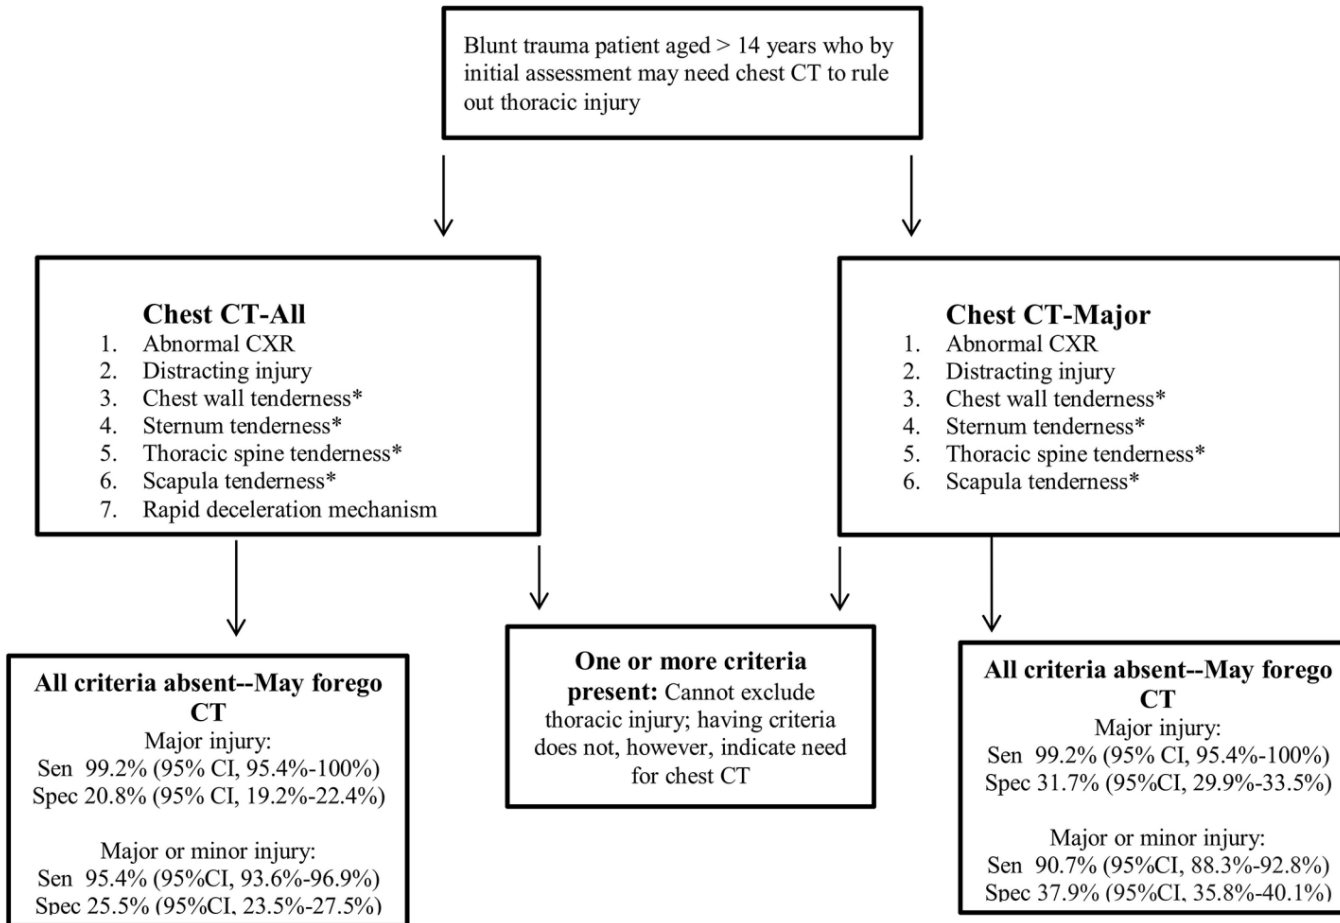 Blunt trauma patient aged > 14 years who by
initial assessment may need chest CT to rule
out thoracic injury
Chest CT-All
1. Abnormal CXR
2. Distracting injury
3. Chest wall tenderness*
4. Sternum tenderness*
5. Thoracic spine tenderness*
6. Scapula tenderness*
7. Rapid deceleration mechanism
Chest CT-Major
1. Abnormal CXR
2. Distracting injury
3. Chest wall tenderness*
4. Sternum tenderness*
5. Thoracic spine tenderness*
6. Scapula tenderness*
All criteria absent--May forego
CT
Major injury:
Sen 99.2% (95% CI, 95.4%-100%)
Spec 20.8% (95% CI, 19.2%-22.4%)
Major or minor injury:
Sen 95.4% (95%CI, 93.6%-96.9%)
Spec 25.5% (95%CI, 23.5%-27.5%)
One or more criteria
present: Cannot exclude
thoracic injury; having criteria
does not, however, indicate need
for chest CT
All criteria absent--May forego
CT
Major injury:
Sen 99.2% (95% CI, 95.4%-100%)
Spec 31.7% (95%CI, 29.9%-33.5%)
Major or minor injury:
Sen 90.7% (95%CI, 88.3%-92.8%)
Spec 37.9% (95%CI, 35.8%-40.1%)